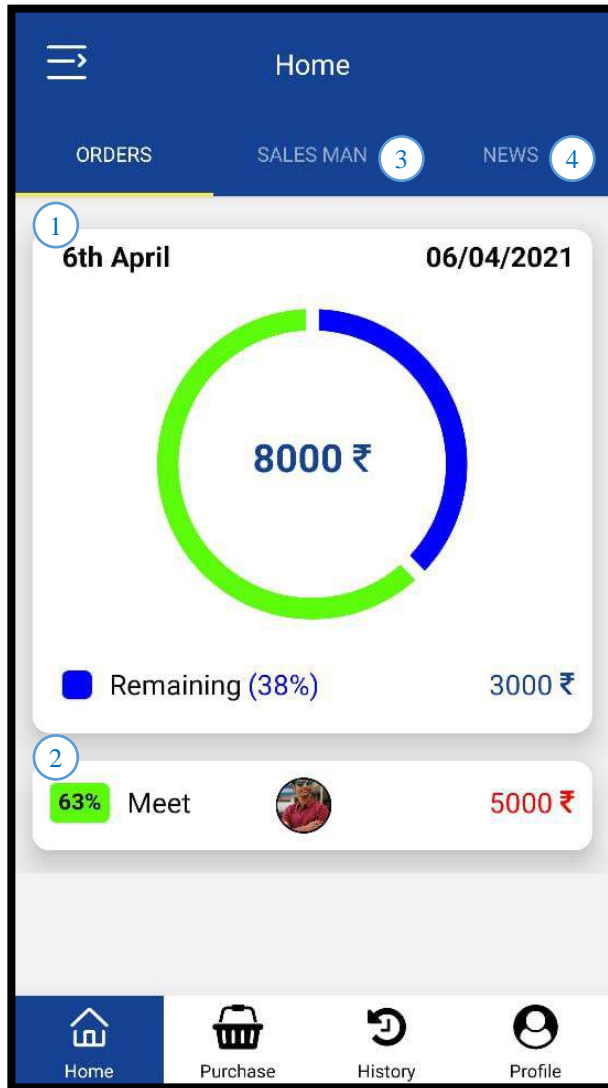 Home
ORDERS SALES MAN 3 NEWS 4
1
6th April 06/04/2021
8000 ₹
Remaining (38%) 3000 ₹
2
63% Meet 5000 ₹
Home Purchase History Profile